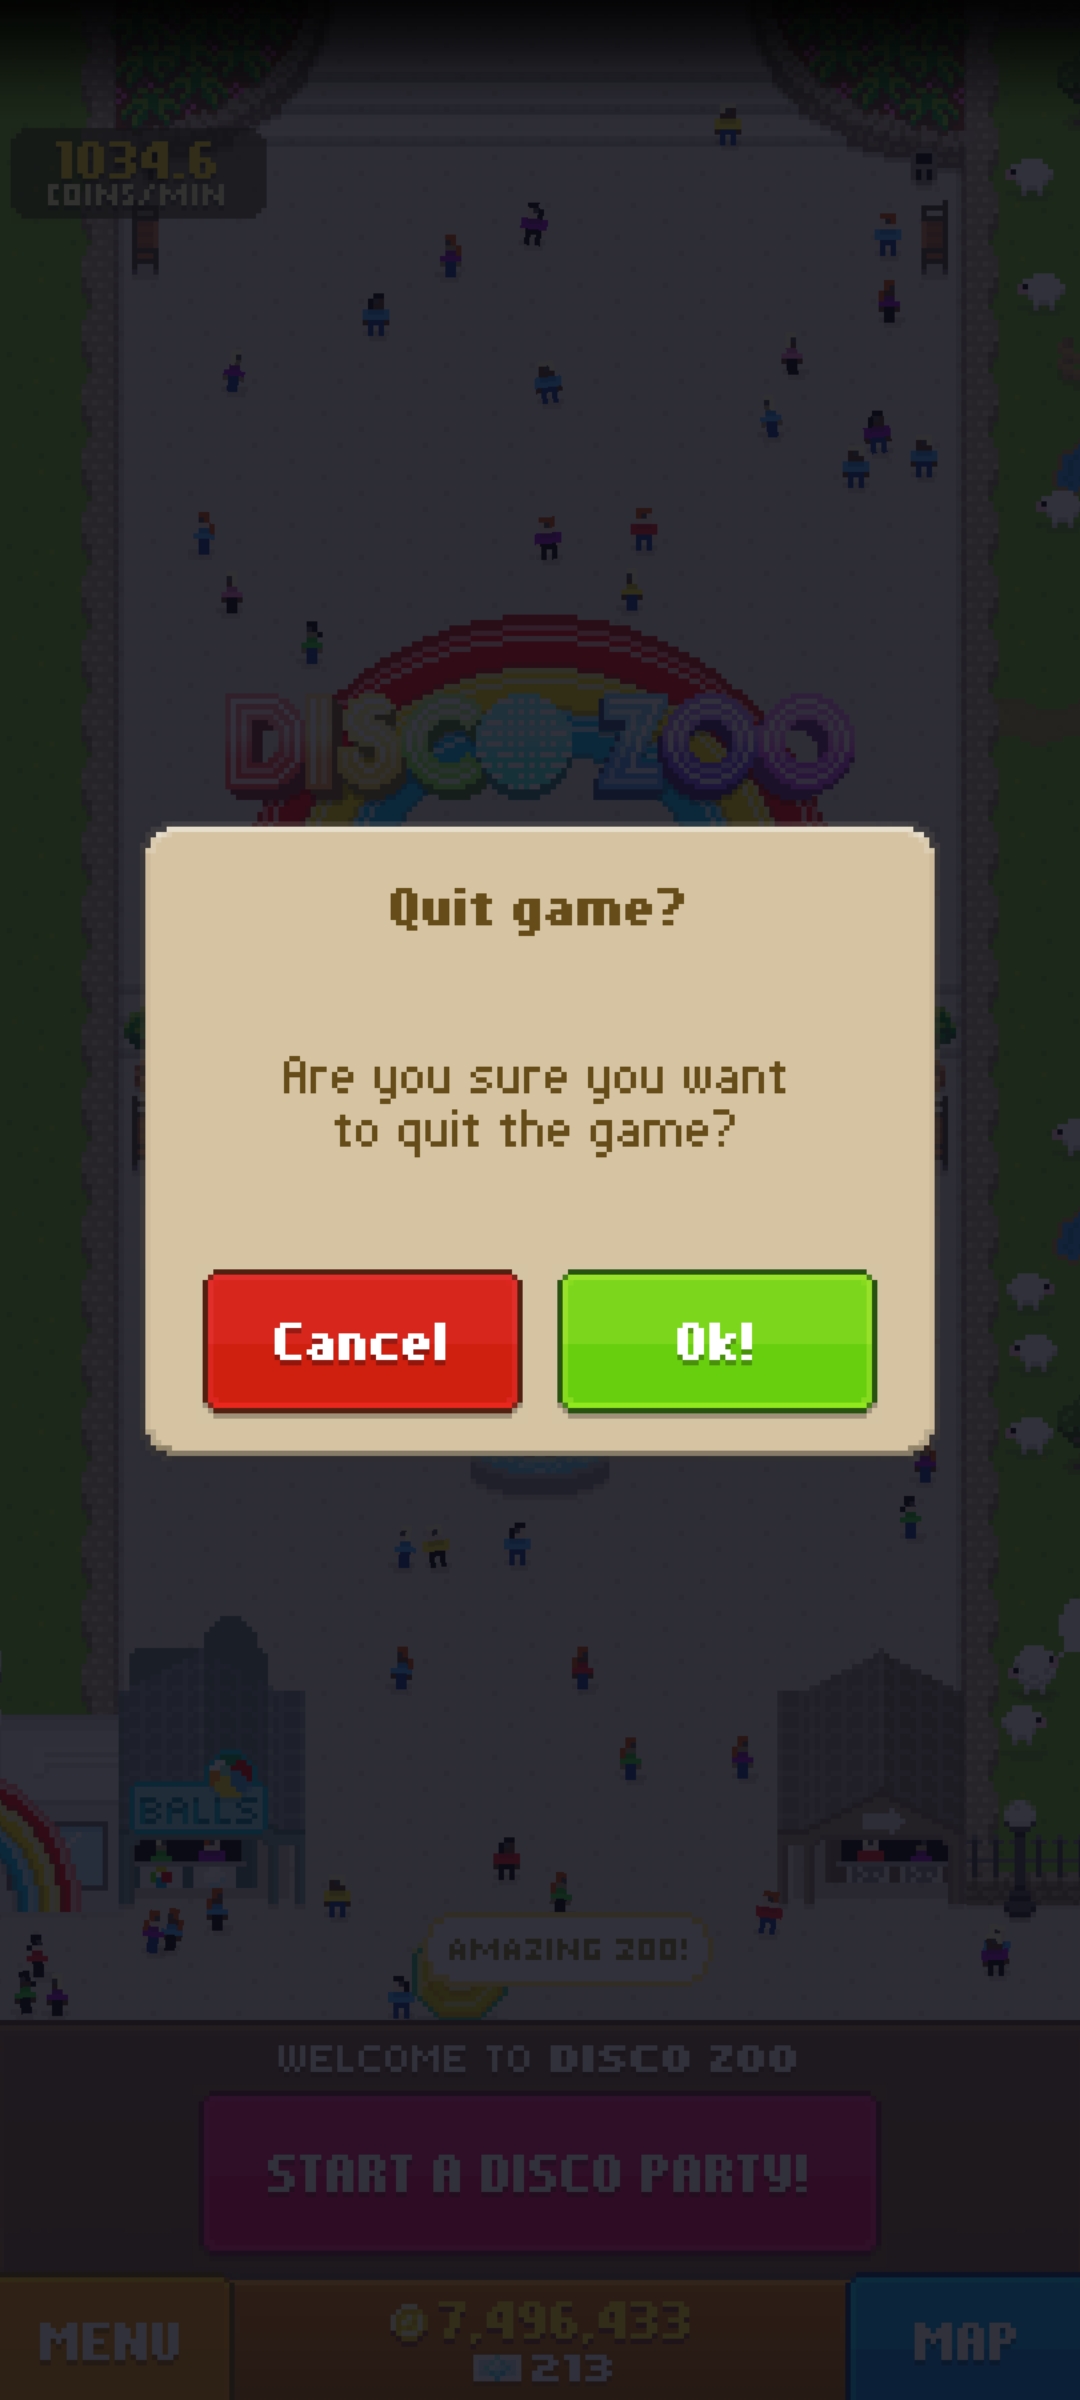 1034.6
COINS/MIN
DISCO ZOO
Quit game?
Are you sure you want
to quit the game?
Cancel
Ok!
BALLS
AMAZING ZOO!
WELCOME TO DISCO ZOO
START A DISCO PARTY!
MENU
7,496,433
213
MAP